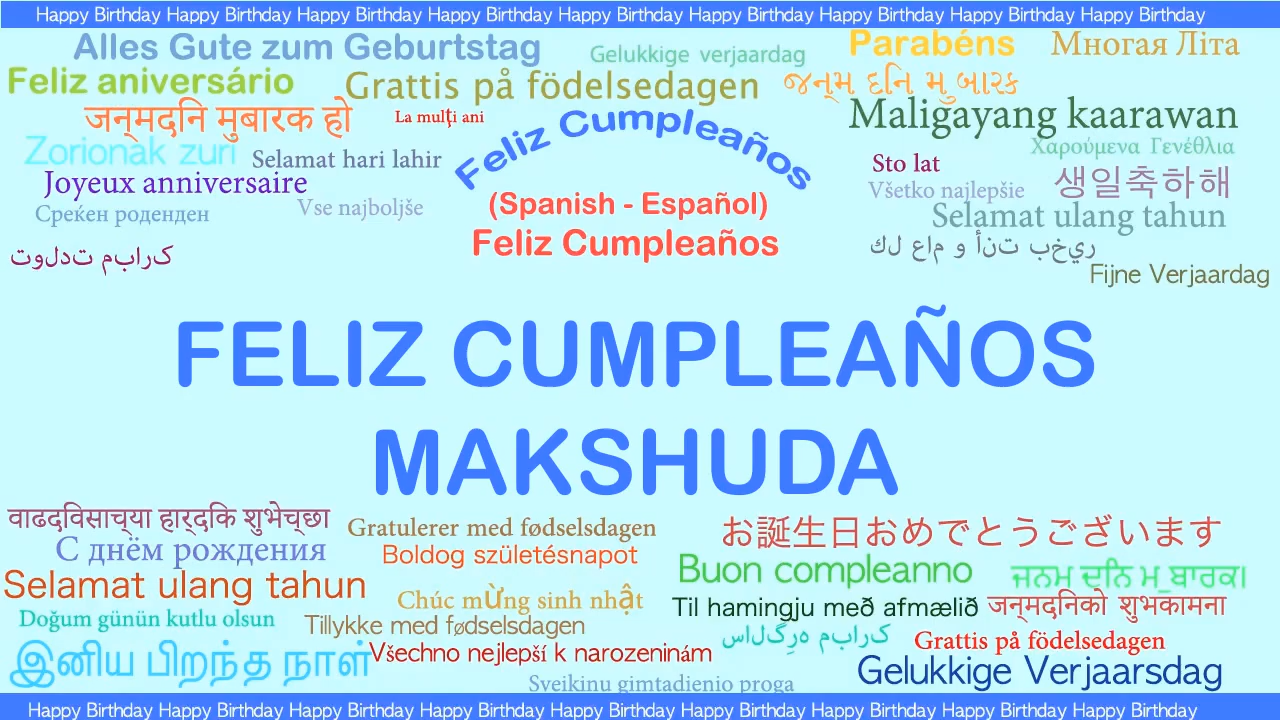 Happy Birthday Happy Birthday Happy Birthday Happy Birthday Happy Birthday Happy Birthday Happy Birthday Happy Birthday Happy Birthday
Alles Gute zum Geburtstag
Gelukkige verjaardag
Parabéns
Многая Літа
Feliz aniversário
Grattis på födelsedagen
જન્મ દિન મુબારક
जन्मदिन मुबारक हो
La mulţi ani
Feliz Cumpleaños
Maligayang kaarawan
Zorionak zuri
Selamat hari lahir
Sto lat
Χαρούμενα Γενέθλια
Joyeux anniversaire
(Spanish - Español)
Všetko najlepšie
생일축하해
Среќен роденден
Vse najboljše
Selamat ulang tahun
Feliz Cumpleaños
تولدت مبارک
كل عام و أنت بخير
Fijne Verjaardag
FELIZ CUMPLEAÑOS
MAKSHUDA
वाढदिवसाच्या हार्दिक शुभेच्छा
Gratulerer med fødselsdagen
お誕生日おめでとうございます
С днём рождения
Boldog születésnapot
Buon compleanno
ਜਨਮ ਦਿਨ ਮੁਬਾਰਕ।
Selamat ulang tahun
Chúc mừng sinh nhật
Til hamingju með afmælið
जन्मदिनको शुभकामना
Doğum günün kutlu olsun
Tillykke med fødselsdagen
سالگرہ مبارک
Grattis på födelsedagen
இனிய பிறந்த நாள்
Všechno nejlepší k narozeninám
Gelukkige Verjaarsdag
Sveikinu gimtadienio proga
Happy Birthday Happy Birthday Happy Birthday Happy Birthday Happy Birthday Happy Birthday Happy Birthday Happy Birthday Happy Birthday